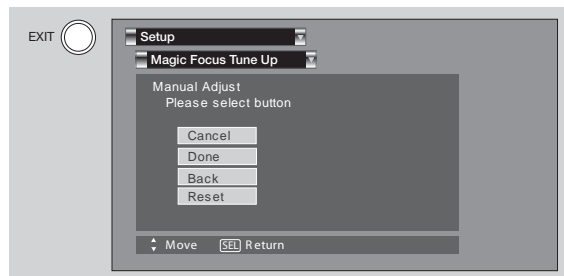 EXIT
Setup
Magic Focus Tune Up
Manual Adjust
Please select button
Cancel
Done
Back
Reset
Move SEL Return